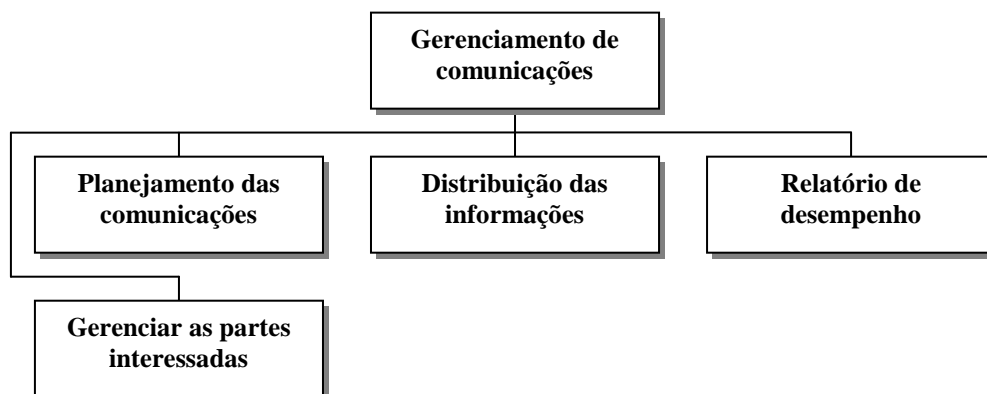 Gerenciamento de
comunicações
Planejamento das
comunicações
Distribuição das
informações
Relatório de
desempenho
Gerenciar as partes
interessadas